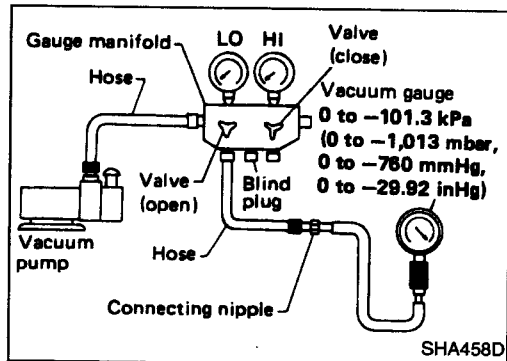 Gauge manifold
LO HI
Valve
(close)
Hose
Vacuum gauge
0 to −101.3 kPa
(0 to −1,013 mbar,
0 to −760 mmHg,
0 to −29.92 inHg)
Valve
(open)
Blind
plug
Vacuum
pump
Hose
Connecting nipple
SHA458D